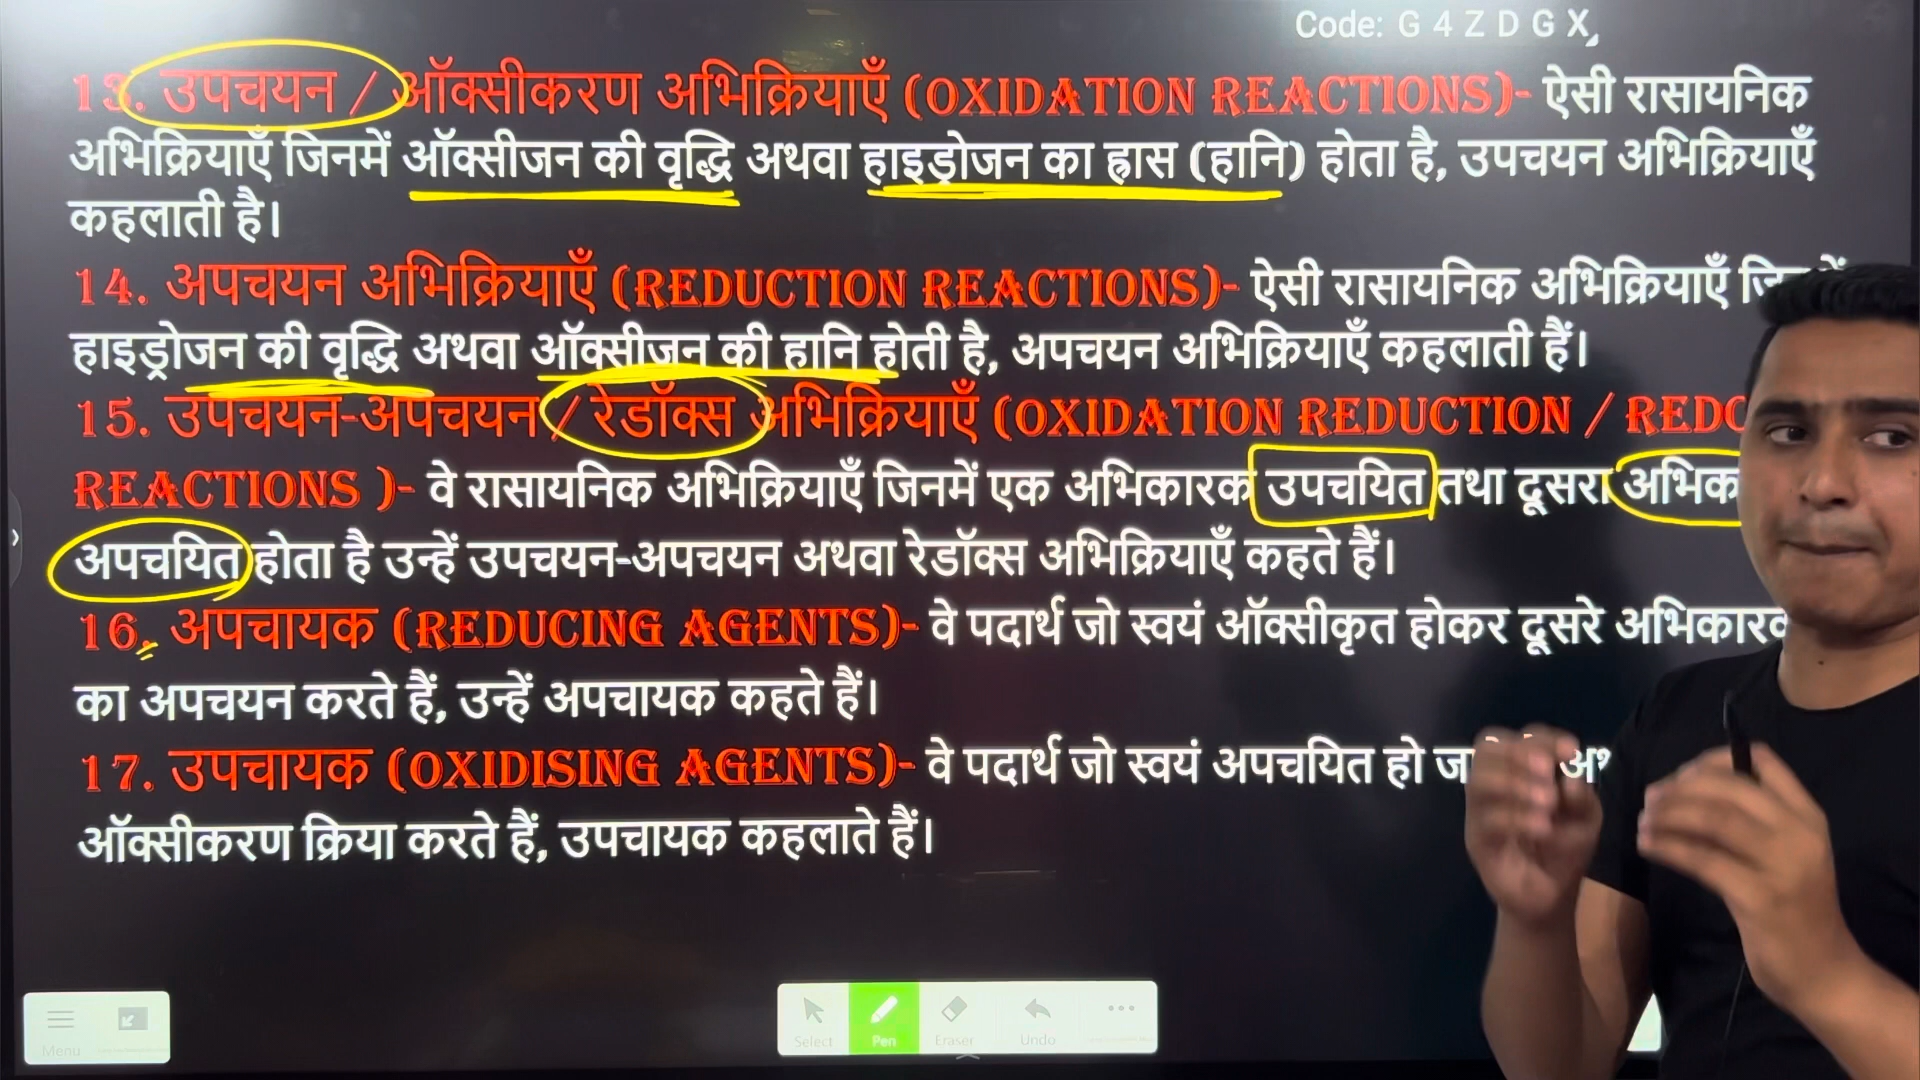 Code: G 4 Z D G X
13. उपचयन / ऑक्सीकरण अभिक्रियाएँ (OXIDATION REACTIONS)- ऐसी रासायनिक
अभिक्रियाएँ जिनमें ऑक्सीजन की वृद्धि अथवा हाइड्रोजन का ह्रास (हानि) होता है, उपचयन अभिक्रियाएँ
कहलाती है।
14. अपचयन अभिक्रियाएँ (REDUCTION REACTIONS)- ऐसी रासायनिक अभिक्रियाएँ
हाइड्रोजन की वृद्धि अथवा ऑक्सीजन की हानि होती है, अपचयन अभिक्रियाएँ कहलाती हैं।
15. उपचयन-अपचयन / रेडॉक्स अभिक्रियाएँ (OXIDATION REDUCTION /
REACTIONS )- वे रासायनिक अभिक्रियाएँ जिनमें एक अभिकारक उपचयित तथा दूसरा
अपचयित होता है उन्हें उपचयन-अपचयन अथवा रेडॉक्स अभिक्रियाएँ कहते हैं।
16. अपचायक (REDUCING AGENTS)- वे पदार्थ जो स्वयं ऑक्सीकृत होकर दूसरे
का अपचयन करते हैं, उन्हें अपचायक कहते हैं।
17. उपचायक (OXIDISING AGENTS)- वे पदार्थ जो स्वयं अपचयित हो
ऑक्सीकरण क्रिया करते हैं, उपचायक कहलाते हैं।
Menu
Select Pen Eraser Undo